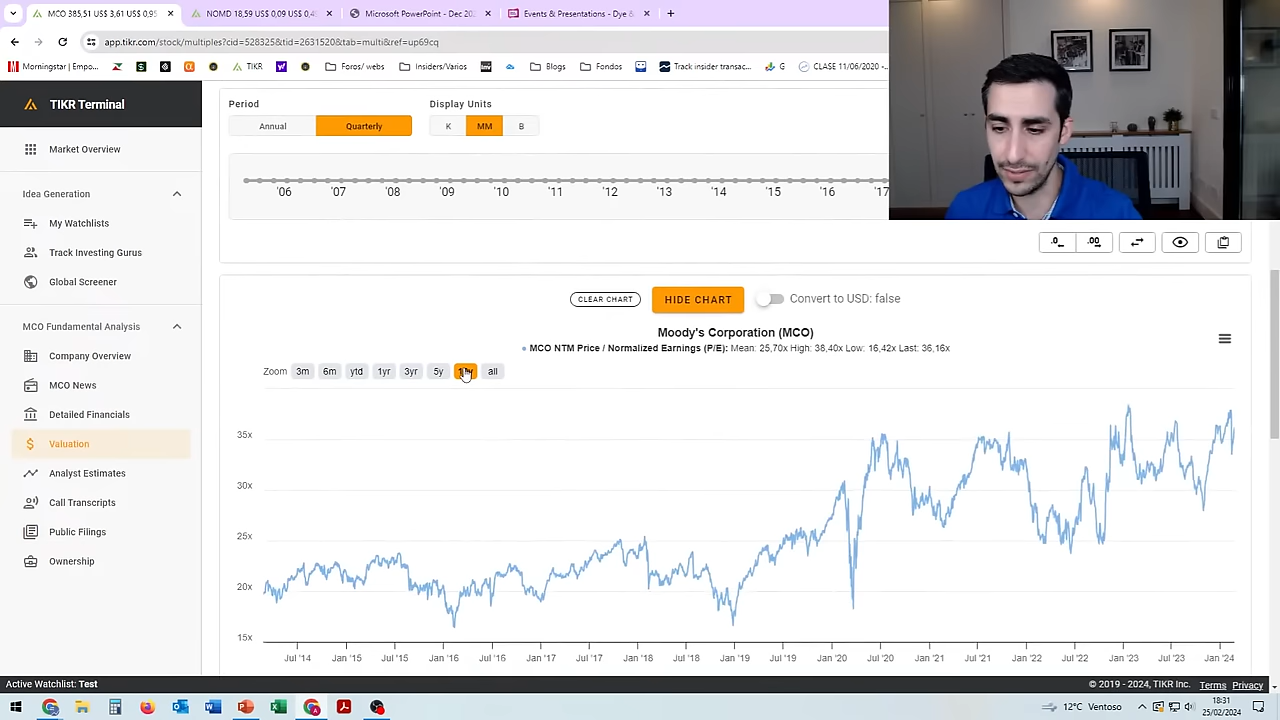 MCO 385,51 US$ 3,61 US$ 0,95
NOMD 18,59 US$ 0,09 US$ 0,4
Microsoft PowerPoint - Dec 20
Events & Presentations - Dye &
app.tikr.com/stock/multiples?cid=528325&tid=2631520&tab=multi&ref=up69cq
Morningstar | Empo... TIKR Foros/ webs Insiders/Varios Blogs Fondos Track insider transac... G CLASE 11/06/2020 -...
TIKR Terminal
Market Overview
Idea Generation
My Watchlists
Track Investing Gurus
Global Screener
MCO Fundamental Analysis
Company Overview
MCO News
Detailed Financials
Valuation
Analyst Estimates
Call Transcripts
Public Filings
Ownership
Period
Annual Quarterly
Display Units
K MM B
'06 '07 '08 '09 '10 '11 '12 '13 '14 '15 '16 '17
.0 .00
CLEAR CHART HIDE CHART Convert to USD: false
Moody's Corporation (MCO)
MCO NTM Price / Normalized Earnings (P/E): Mean: 25,70x High: 38,40x Low: 16,42x Last: 36,16x
Zoom 3m 6m ytd 1yr 3yr 5y all
35x
30x
25x
20x
15x
Jul '14 Jan '15 Jul '15 Jan '16 Jul '16 Jan '17 Jul '17 Jan '18 Jul '18 Jan '19 Jul '19 Jan '20 Jul '20 Jan '21 Jul '21 Jan '22 Jul '22 Jan '23 Jul '23 Jan '24
Active Watchlist: Test
© 2019 - 2024, TIKR Inc. Terms Privacy
12°C Ventoso
18:31
25/02/2024